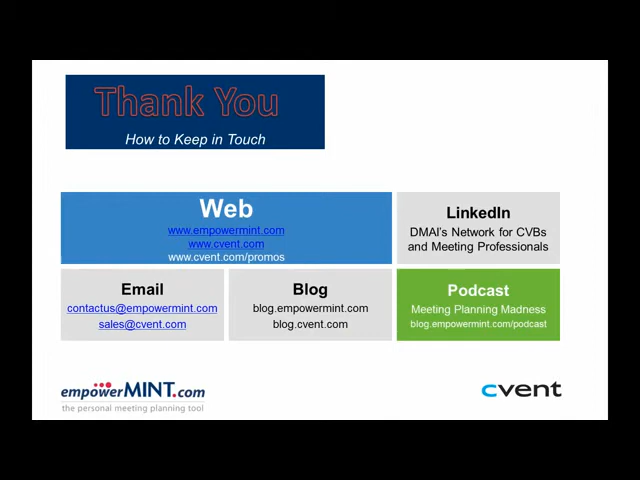 Thank You
How to Keep in Touch
Web
www.empowermint.com
www.cvent.com
www.cvent.com/promos
LinkedIn
DMAI's Network for CVBs
and Meeting Professionals
Email
contactus@empowermint.com
sales@cvent.com
Blog
blog.empowermint.com
blog.cvent.com
Podcast
Meeting Planning Madness
blog.empowermint.com/podcast
empowerMINT.com
the personal meeting planning tool
cvent